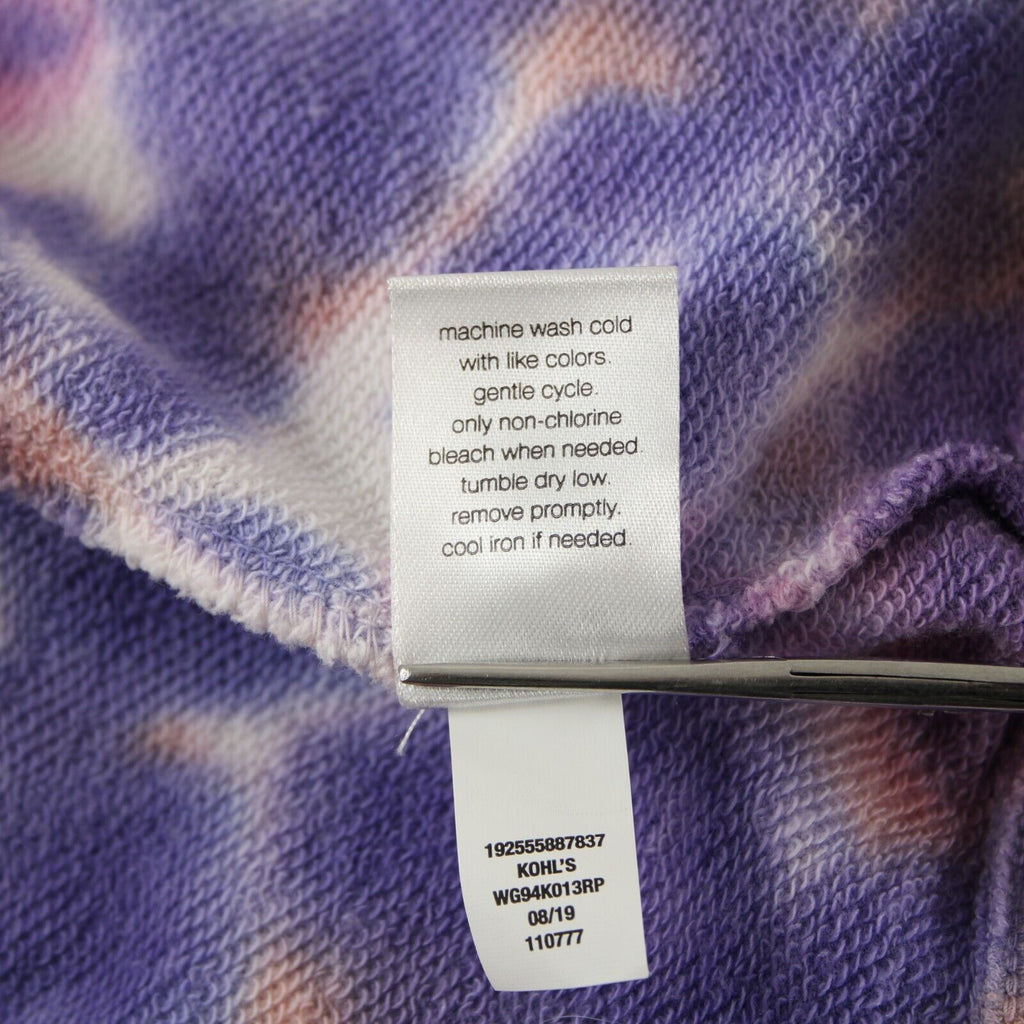 machine wash cold
with like colors.
gentle cycle.
only non-chlorine
bleach when needed.
tumble dry low.
remove promptly.
cool iron if needed.
192555887837
KOHL'S
WG94K013RP
08/19
110777